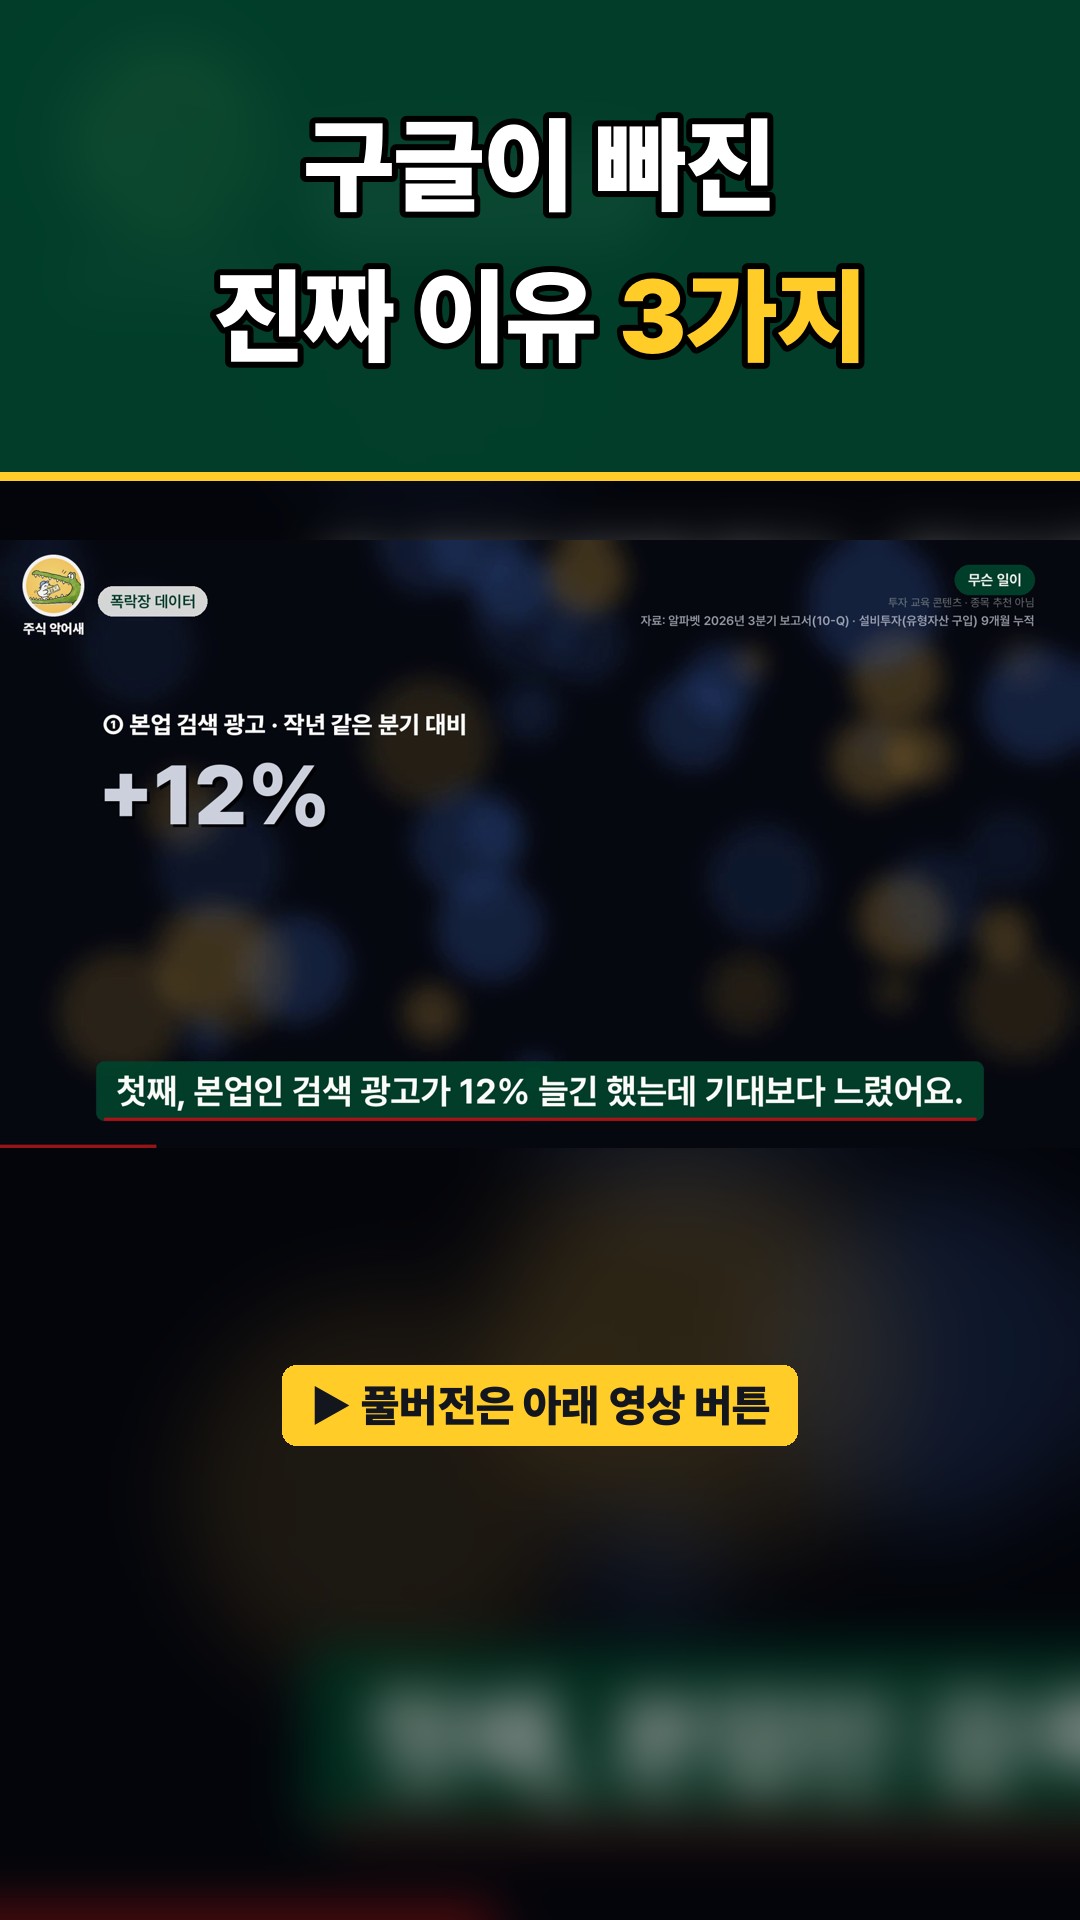 구글이 빠진
진짜 이유 3가지
주식 악어새
폭락장 데이터
무슨 일이
투자 교육 콘텐츠 · 종목 추천 아님
자료: 알파벳 2026년 3분기 보고서(10-Q) · 설비투자(유형자산 구입) 9개월 누적
① 본업 검색 광고 · 작년 같은 분기 대비
+12%
첫째, 본업인 검색 광고가 12% 늘긴 했는데 기대보다 느렸어요.
▶ 풀버전은 아래 영상 버튼